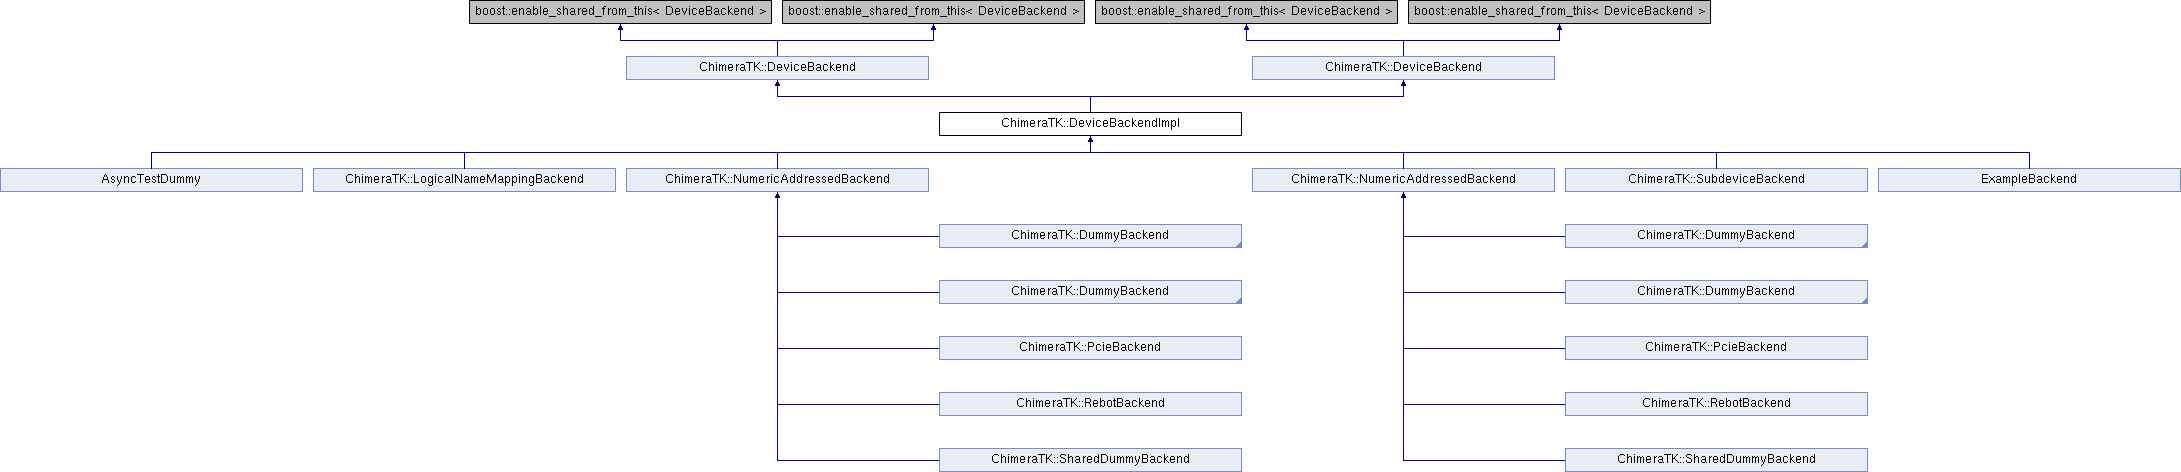 boost::enable_shared_from_this< DeviceBackend >
boost::enable_shared_from_this< DeviceBackend >
boost::enable_shared_from_this< DeviceBackend >
boost::enable_shared_from_this< DeviceBackend >
ChimeraTK::DeviceBackend
ChimeraTK::DeviceBackend
ChimeraTK::DeviceBackendImpl
AsyncTestDummy
ChimeraTK::LogicalNameMappingBackend
ChimeraTK::NumericAddressedBackend
ChimeraTK::NumericAddressedBackend
ChimeraTK::SubdeviceBackend
ExampleBackend
ChimeraTK::DummyBackend
ChimeraTK::DummyBackend
ChimeraTK::DummyBackend
ChimeraTK::DummyBackend
ChimeraTK::PcieBackend
ChimeraTK::PcieBackend
ChimeraTK::RebotBackend
ChimeraTK::RebotBackend
ChimeraTK::SharedDummyBackend
ChimeraTK::SharedDummyBackend